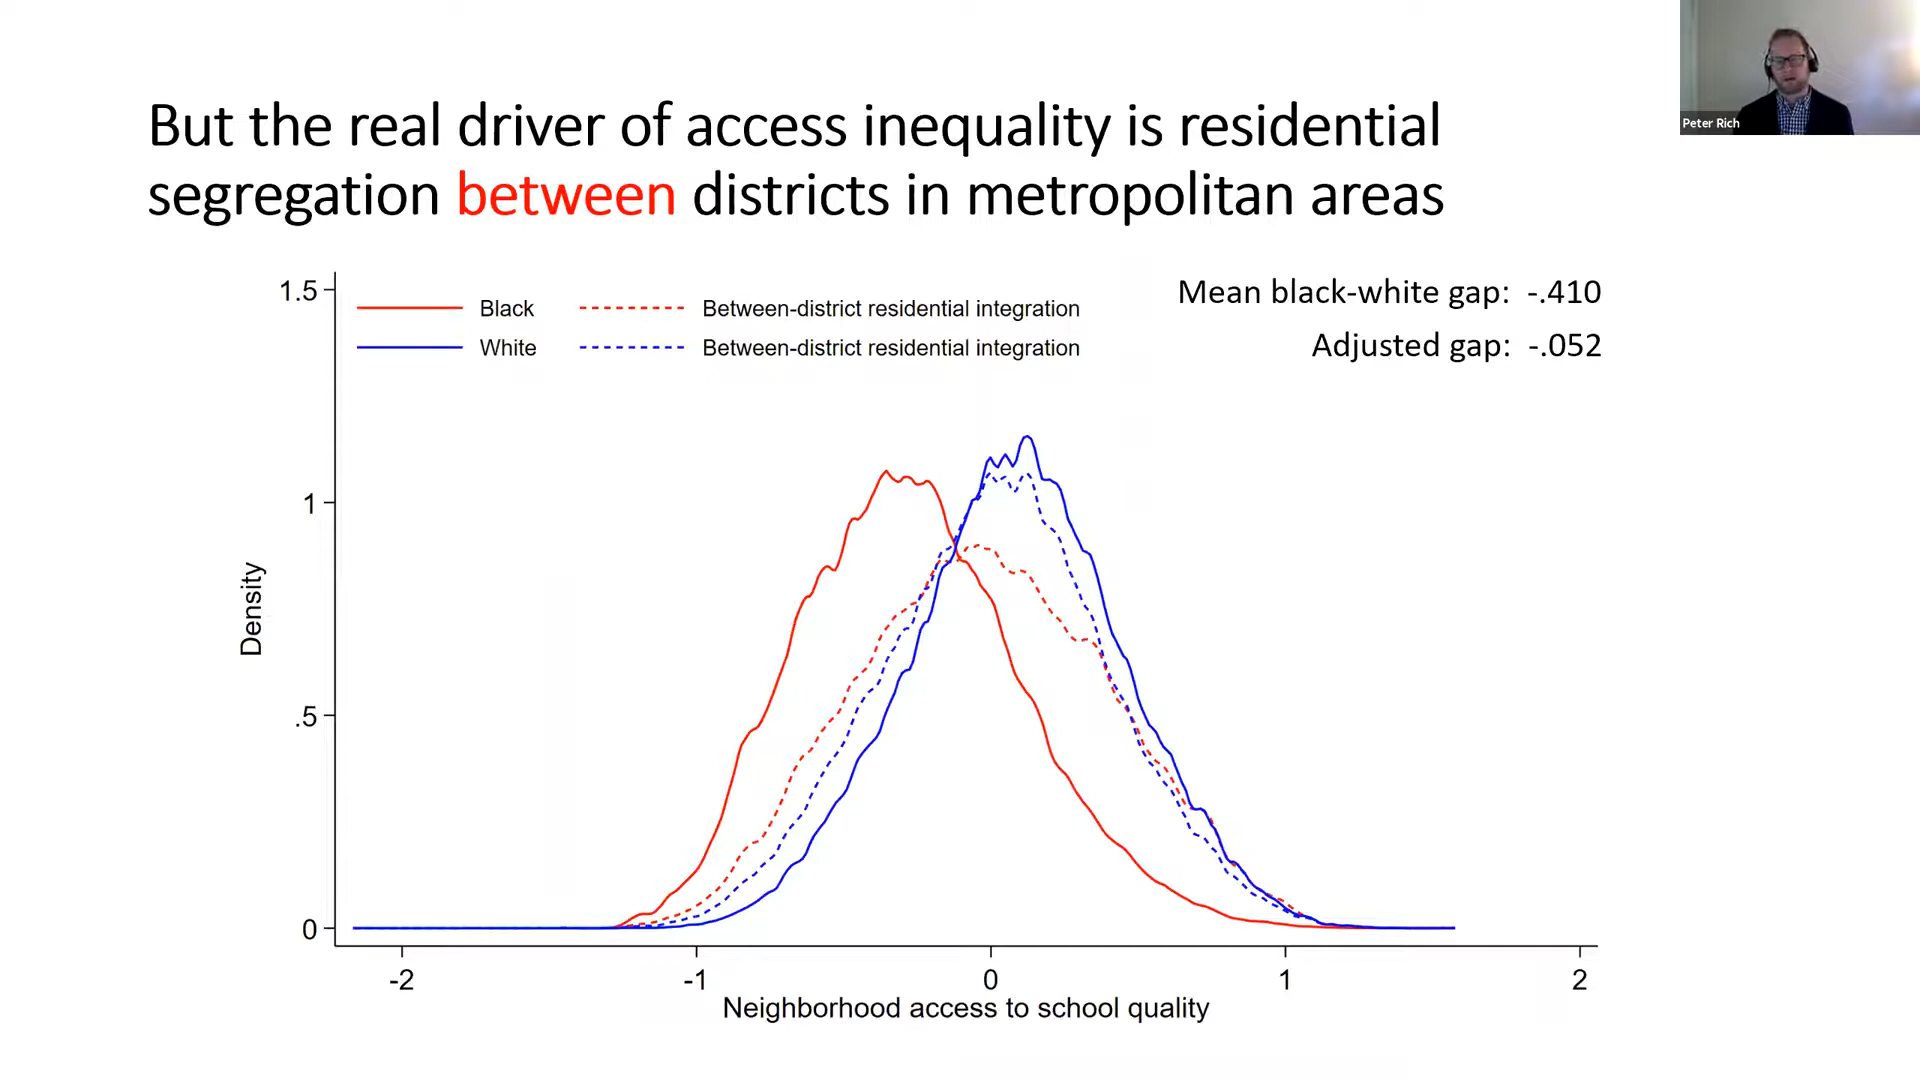 But the real driver of access inequality is residential
segregation between districts in metropolitan areas
Peter Rich
Mean black-white gap: -.410
Adjusted gap: -.052
Black
Between-district residential integration
White
Between-district residential integration
1.5
1
.5
0
Density
-2
-1
0
1
2
Neighborhood access to school quality